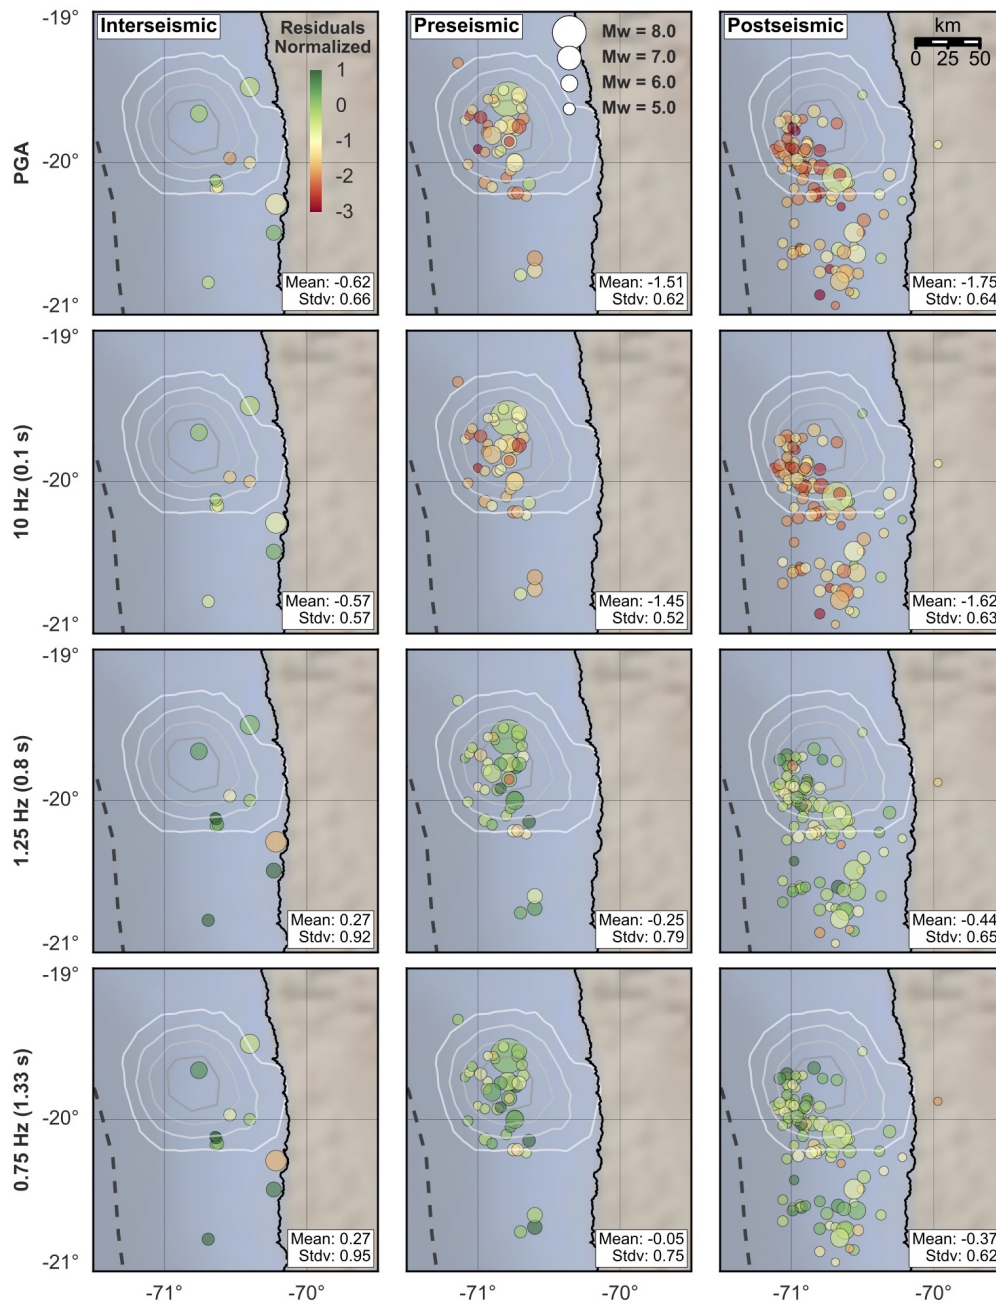 -19°
Interseismic
Residuals
Normalized
1
0
-1
-2
-3
Preseismic
Mw = 8.0
Mw = 7.0
Mw = 6.0
Mw = 5.0
Postseismic
km
0 25 50
PGA
-20°
-21°
Mean: -0.62
Stdv: 0.66
Mean: -1.51
Stdv: 0.62
Mean: -1.75
Stdv: 0.64
-19°
10 Hz (0.1 s)
-20°
-21°
Mean: -0.57
Stdv: 0.57
Mean: -1.45
Stdv: 0.52
Mean: -1.62
Stdv: 0.63
-19°
1.25 Hz (0.8 s)
-20°
-21°
Mean: 0.27
Stdv: 0.92
Mean: -0.25
Stdv: 0.79
Mean: -0.44
Stdv: 0.65
-19°
0.75 Hz (1.33 s)
-20°
-21°
Mean: 0.27
Stdv: 0.95
Mean: -0.05
Stdv: 0.75
Mean: -0.37
Stdv: 0.62
-71° -70° -71° -70° -71° -70°